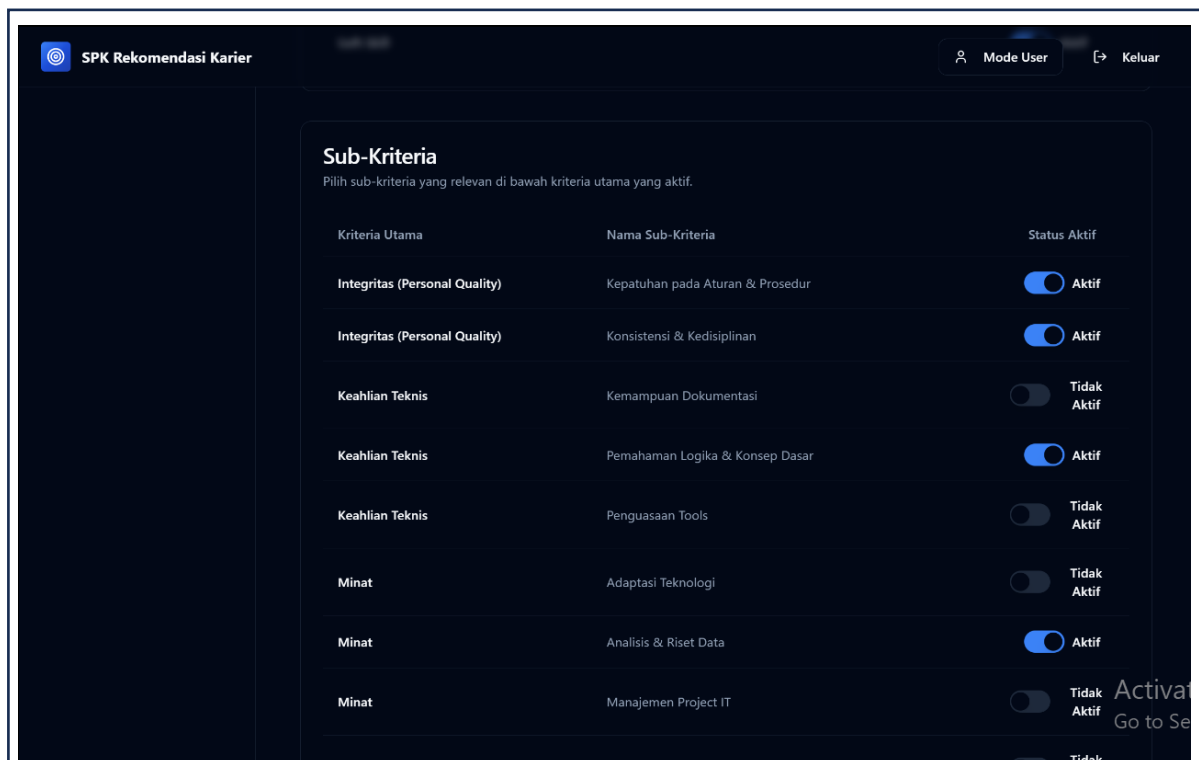 SPK Rekomendasi Karier
Mode User
Keluar
Sub-Kriteria
Pilih sub-kriteria yang relevan di bawah kriteria utama yang aktif.
Kriteria Utama Nama Sub-Kriteria Status Aktif
Integritas (Personal Quality) Kepatuhan pada Aturan & Prosedur Aktif
Integritas (Personal Quality) Konsistensi & Kedisiplinan Aktif
Keahlian Teknis Kemampuan Dokumentasi Tidak Aktif
Keahlian Teknis Pemahaman Logika & Konsep Dasar Aktif
Keahlian Teknis Penguasaan Tools Tidak Aktif
Minat Adaptasi Teknologi Tidak Aktif
Minat Analisis & Riset Data Aktif
Minat Manajemen Project IT Tidak Aktif
Activat
Go to Se
Tidak